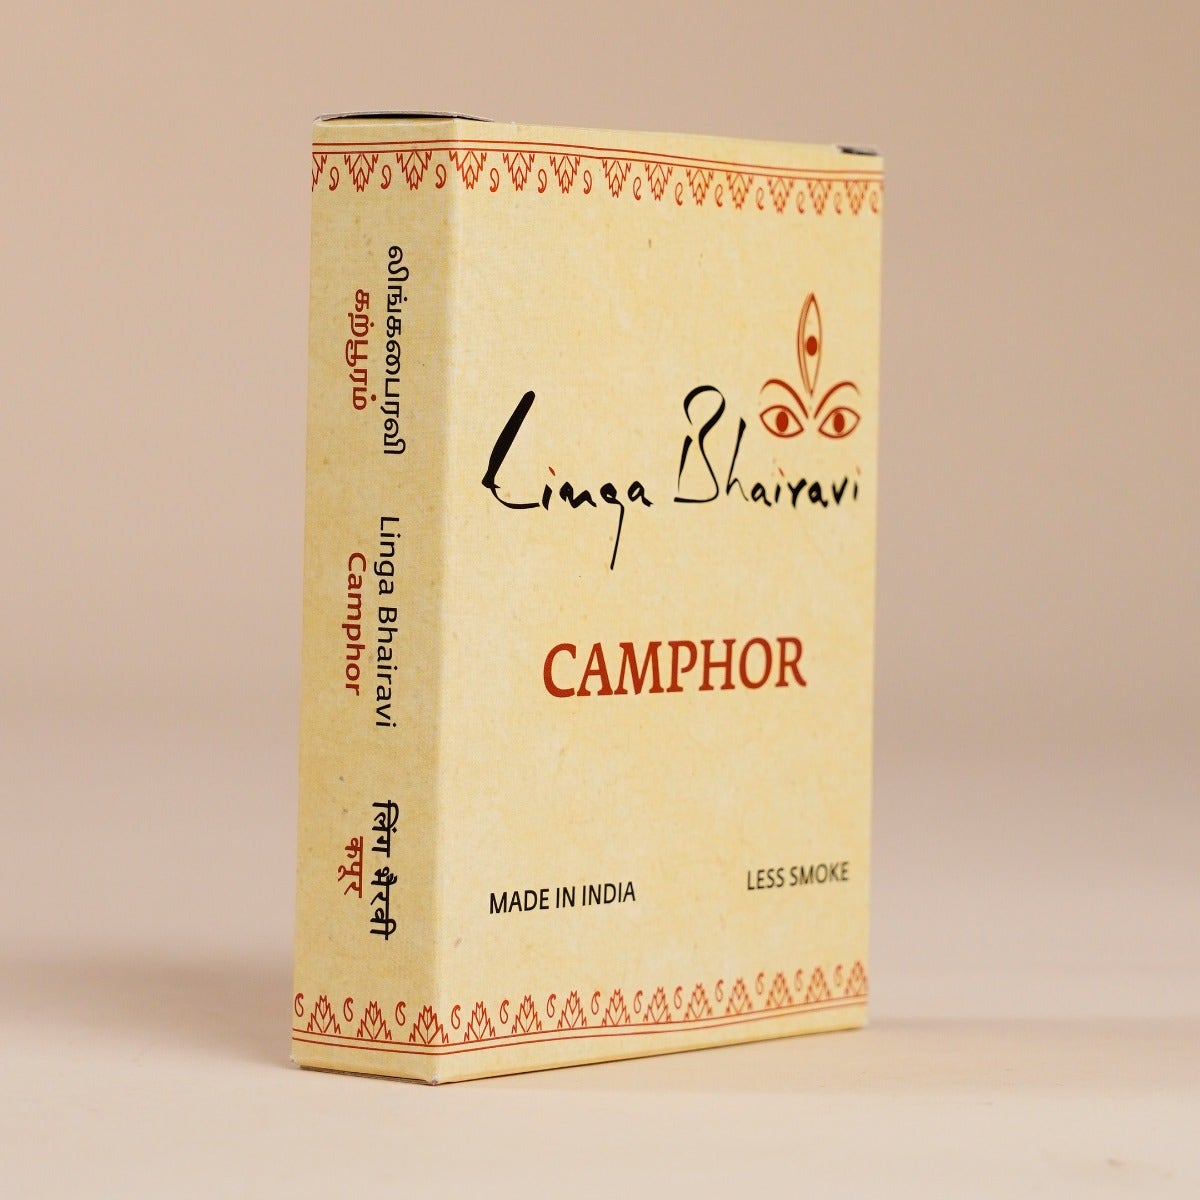 லிங்கபைரவி
கற்பூரம்
Linga Bhairavi
Camphor
लिंग भैरवी
कपूर
Linga Bhairavi
CAMPHOR
MADE IN INDIA
LESS SMOKE